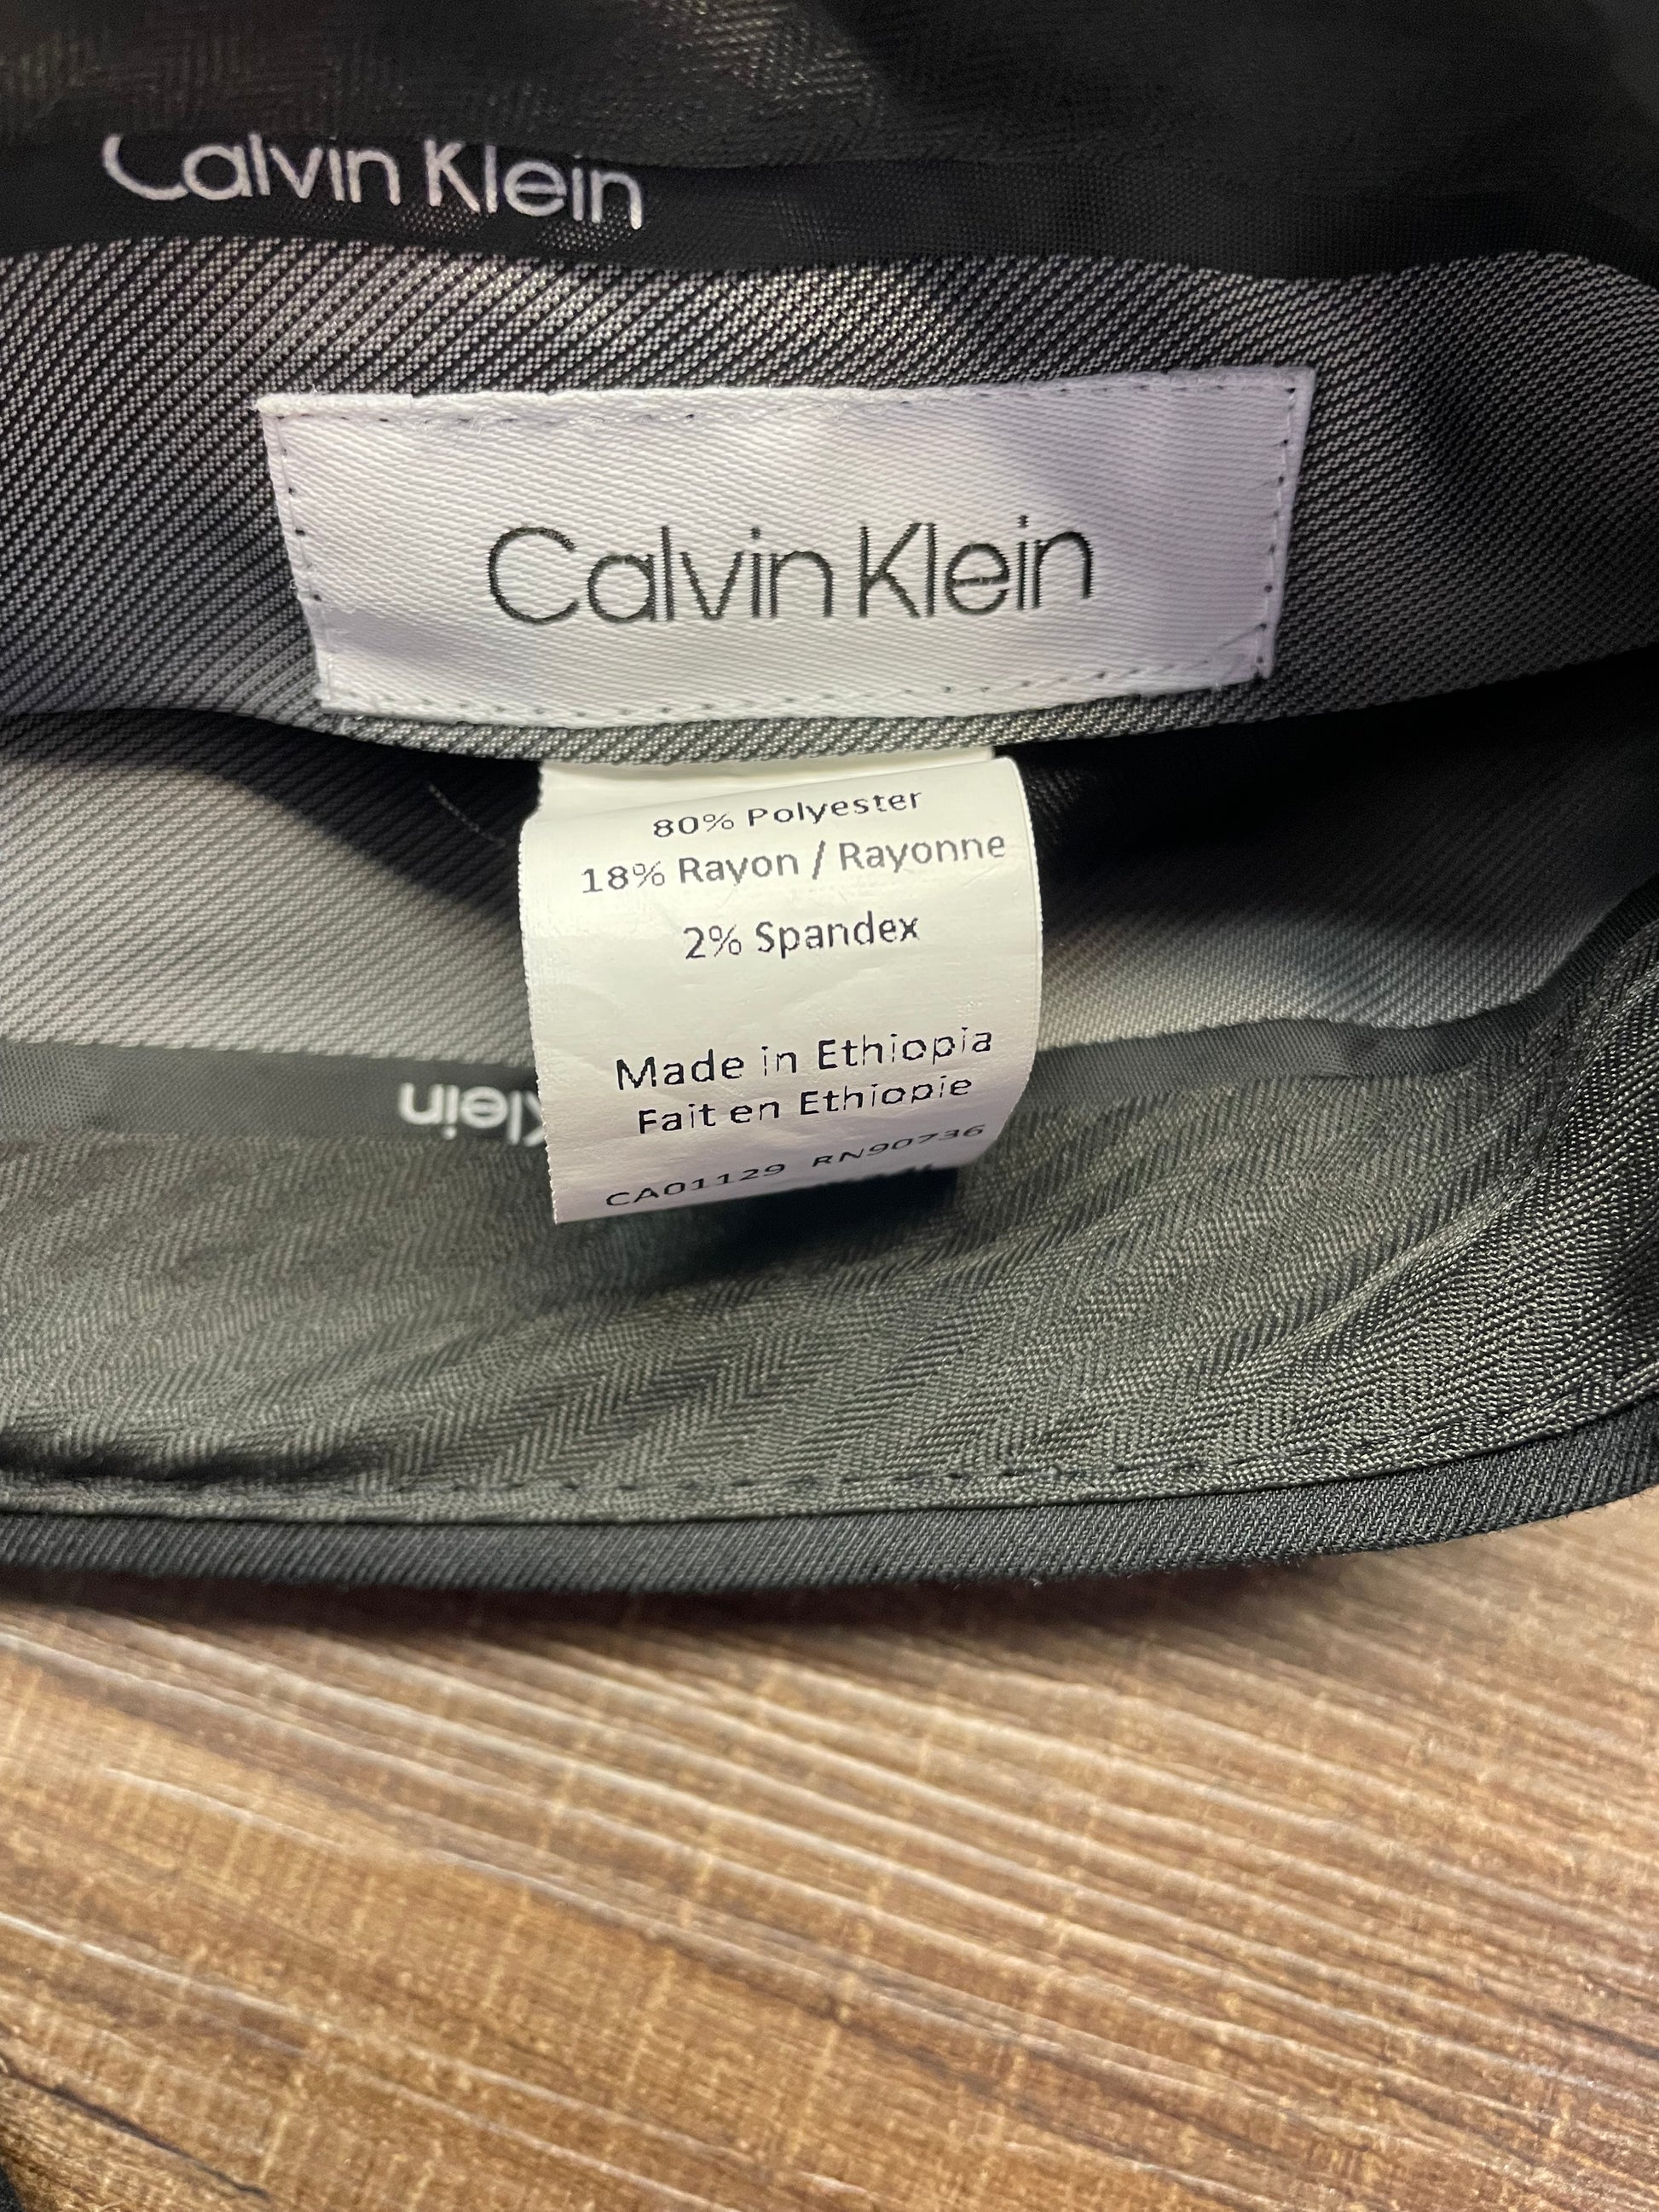 Calvin Klein
Calvin Klein
80% Polyester
18% Rayon / Rayonne
2% Spandex
Made in Ethiopia
Fait en Ethiopie
Klein
CA01129 RN90736